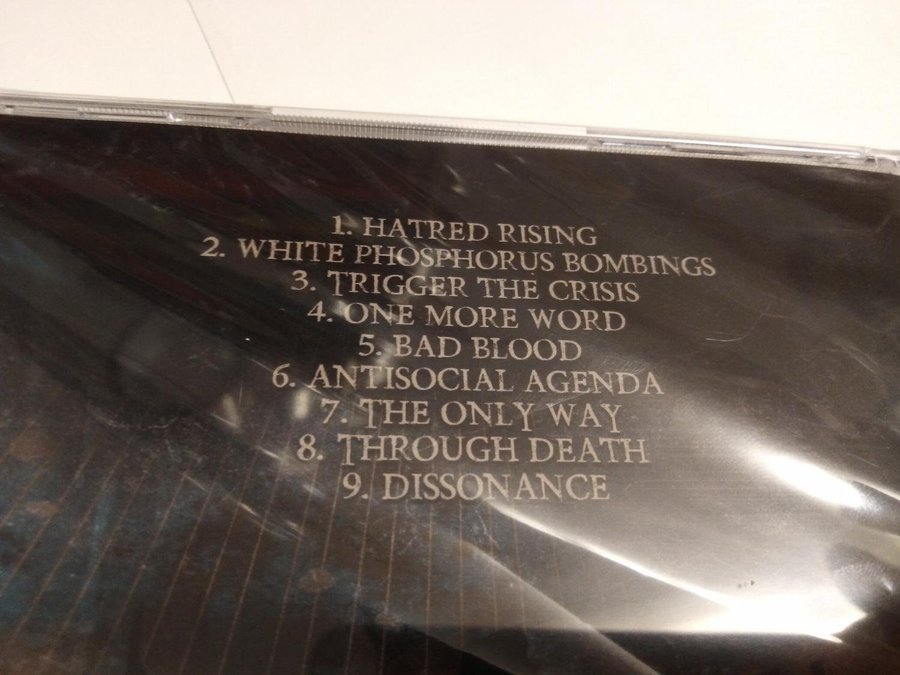 1. HATRED RISING
2. WHITE PHOSPHORUS BOMBINGS
3. TRIGGER THE CRISIS
4. ONE MORE WORD
5. BAD BLOOD
6. ANTISOCIAL AGENDA
7. THE ONLY WAY
8. THROUGH DEATH
9. DISSONANCE